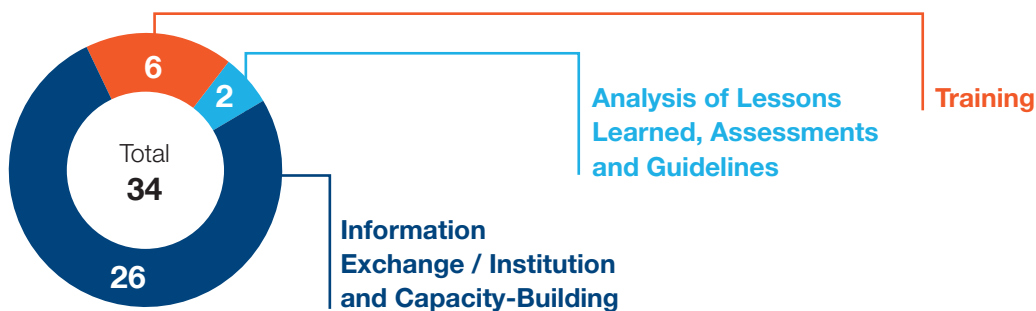 6
2
Total
34
26
Analysis of Lessons
Learned, Assessments
and Guidelines
Training
Information
Exchange / Institution
and Capacity-Building